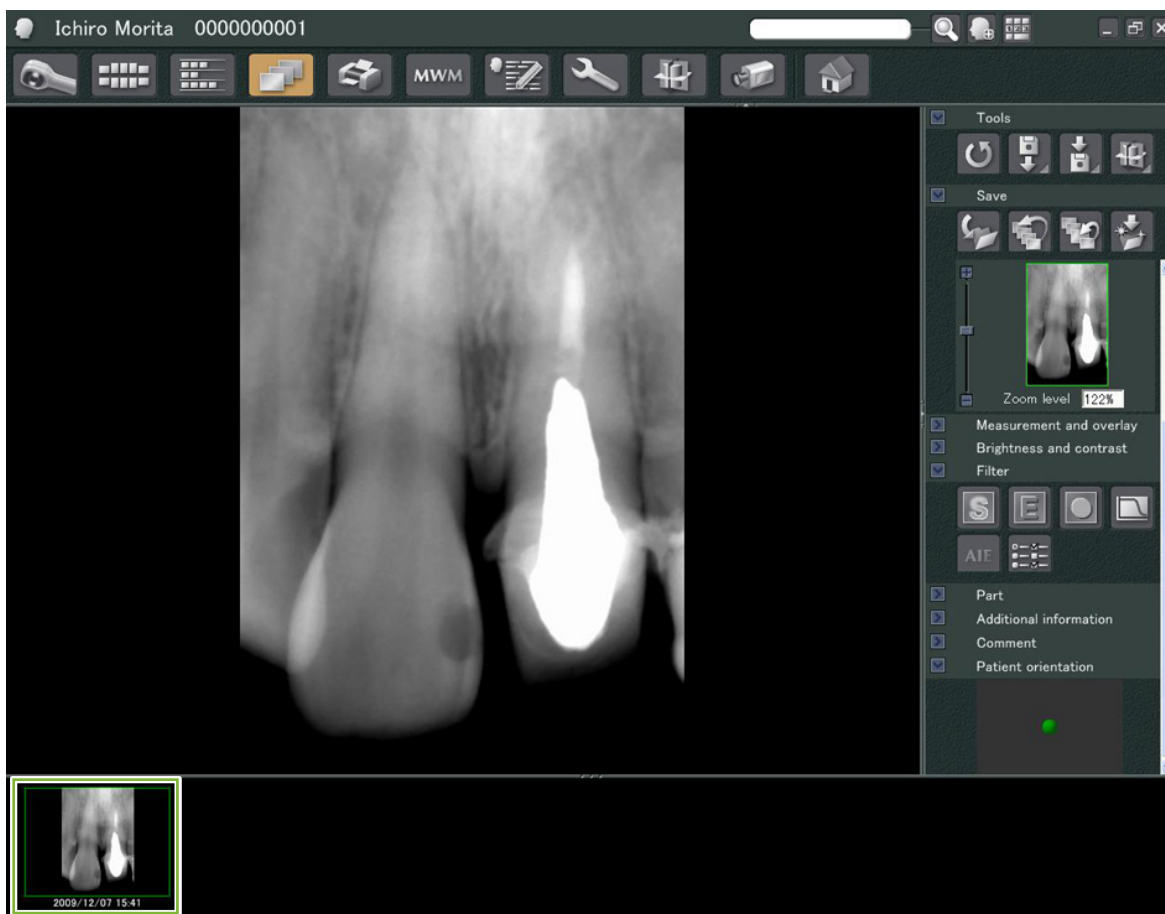 Ichiro Morita 0000000001
MWM
Tools
Save
Zoom level 122%
Measurement and overlay
Brightness and contrast
Filter
S E
AIE
Part
Additional information
Comment
Patient orientation
2009/12/07 15:41